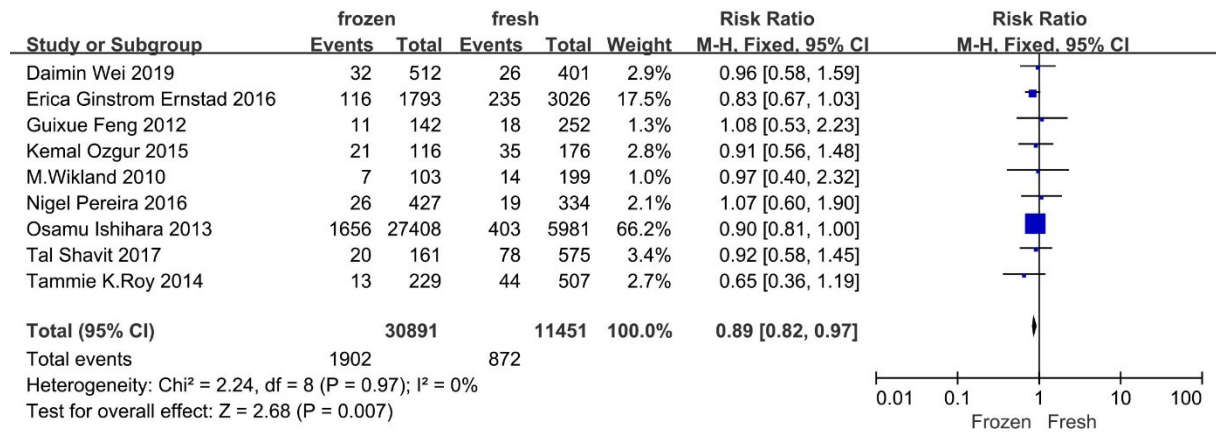 frozen fresh Risk Ratio Risk Ratio
Study or Subgroup Events Total Events Total Weight M-H, Fixed, 95% CI M-H, Fixed, 95% CI
Daimin Wei 2019 32 512 26 401 2.9% 0.96 [0.58, 1.59]
Erica Ginstrom Ernstad 2016 116 1793 235 3026 17.5% 0.83 [0.67, 1.03]
Guixue Feng 2012 11 142 18 252 1.3% 1.08 [0.53, 2.23]
Kemal Ozgur 2015 21 116 35 176 2.8% 0.91 [0.56, 1.48]
M.Wikland 2010 7 103 14 199 1.0% 0.97 [0.40, 2.32]
Nigel Pereira 2016 26 427 19 334 2.1% 1.07 [0.60, 1.90]
Osamu Ishihara 2013 1656 27408 403 5981 66.2% 0.90 [0.81, 1.00]
Tal Shavit 2017 20 161 78 575 3.4% 0.92 [0.58, 1.45]
Tammie K.Roy 2014 13 229 44 507 2.7% 0.65 [0.36, 1.19]
Total (95% CI) 30891 11451 100.0% 0.89 [0.82, 0.97]
Total events 1902 872
Heterogeneity: Chi² = 2.24, df = 8 (P = 0.97); I² = 0%
Test for overall effect: Z = 2.68 (P = 0.007)
0.01 0.1 1 10 100
Frozen Fresh